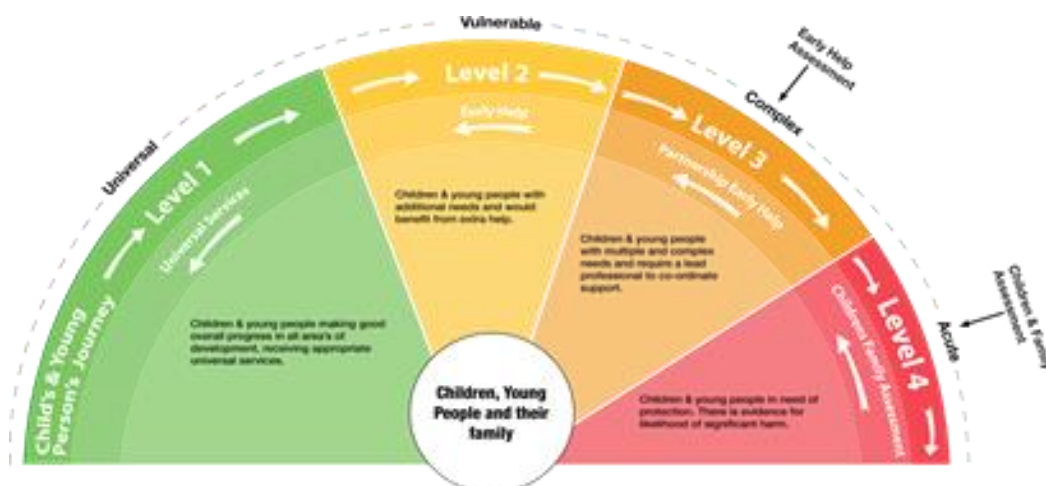 Universal
Vulnerable
Complex
Acute
Early Help
Assessment
Children & Family
Assessment
Child's & Young
Person's Journey
Level 1
Universal Services
Children & young people making good
overall progress in all area's of
development, receiving appropriate
universal services.
Level 2
Early Help
Children & young people with
additional needs and would
benefit from extra help.
Level 3
Partnership Early Help
Children & young people
with multiple and complex
needs and require a lead
professional to co-ordinate
support.
Level 4
Children Family Assessment
Children & young people in need of
protection. There is evidence for
likelihood of significant harm.
Children, Young
People and their
family